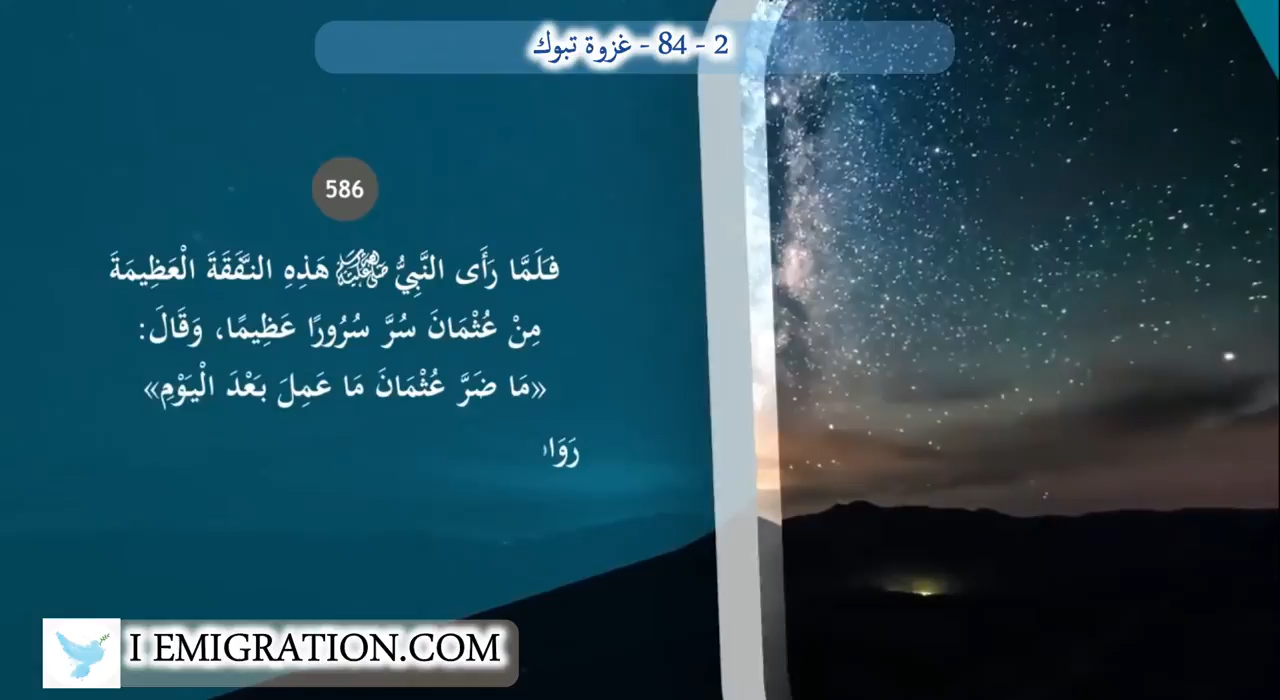 2 - 84 - غزوة تبوك
586
فَلَمَّا رَأَى النَّبِيُّ ﷺ هَذِهِ النَّفَقَةَ الْعَظِيمَةَ
مِنْ عُثْمَانَ سُرَّ سُرُورًا عَظِيمًا، وَقَالَ:
«مَا ضَرَّ عُثْمَانَ مَا عَمِلَ بَعْدَ الْيَوْمِ»
I EMIGRATION.COM